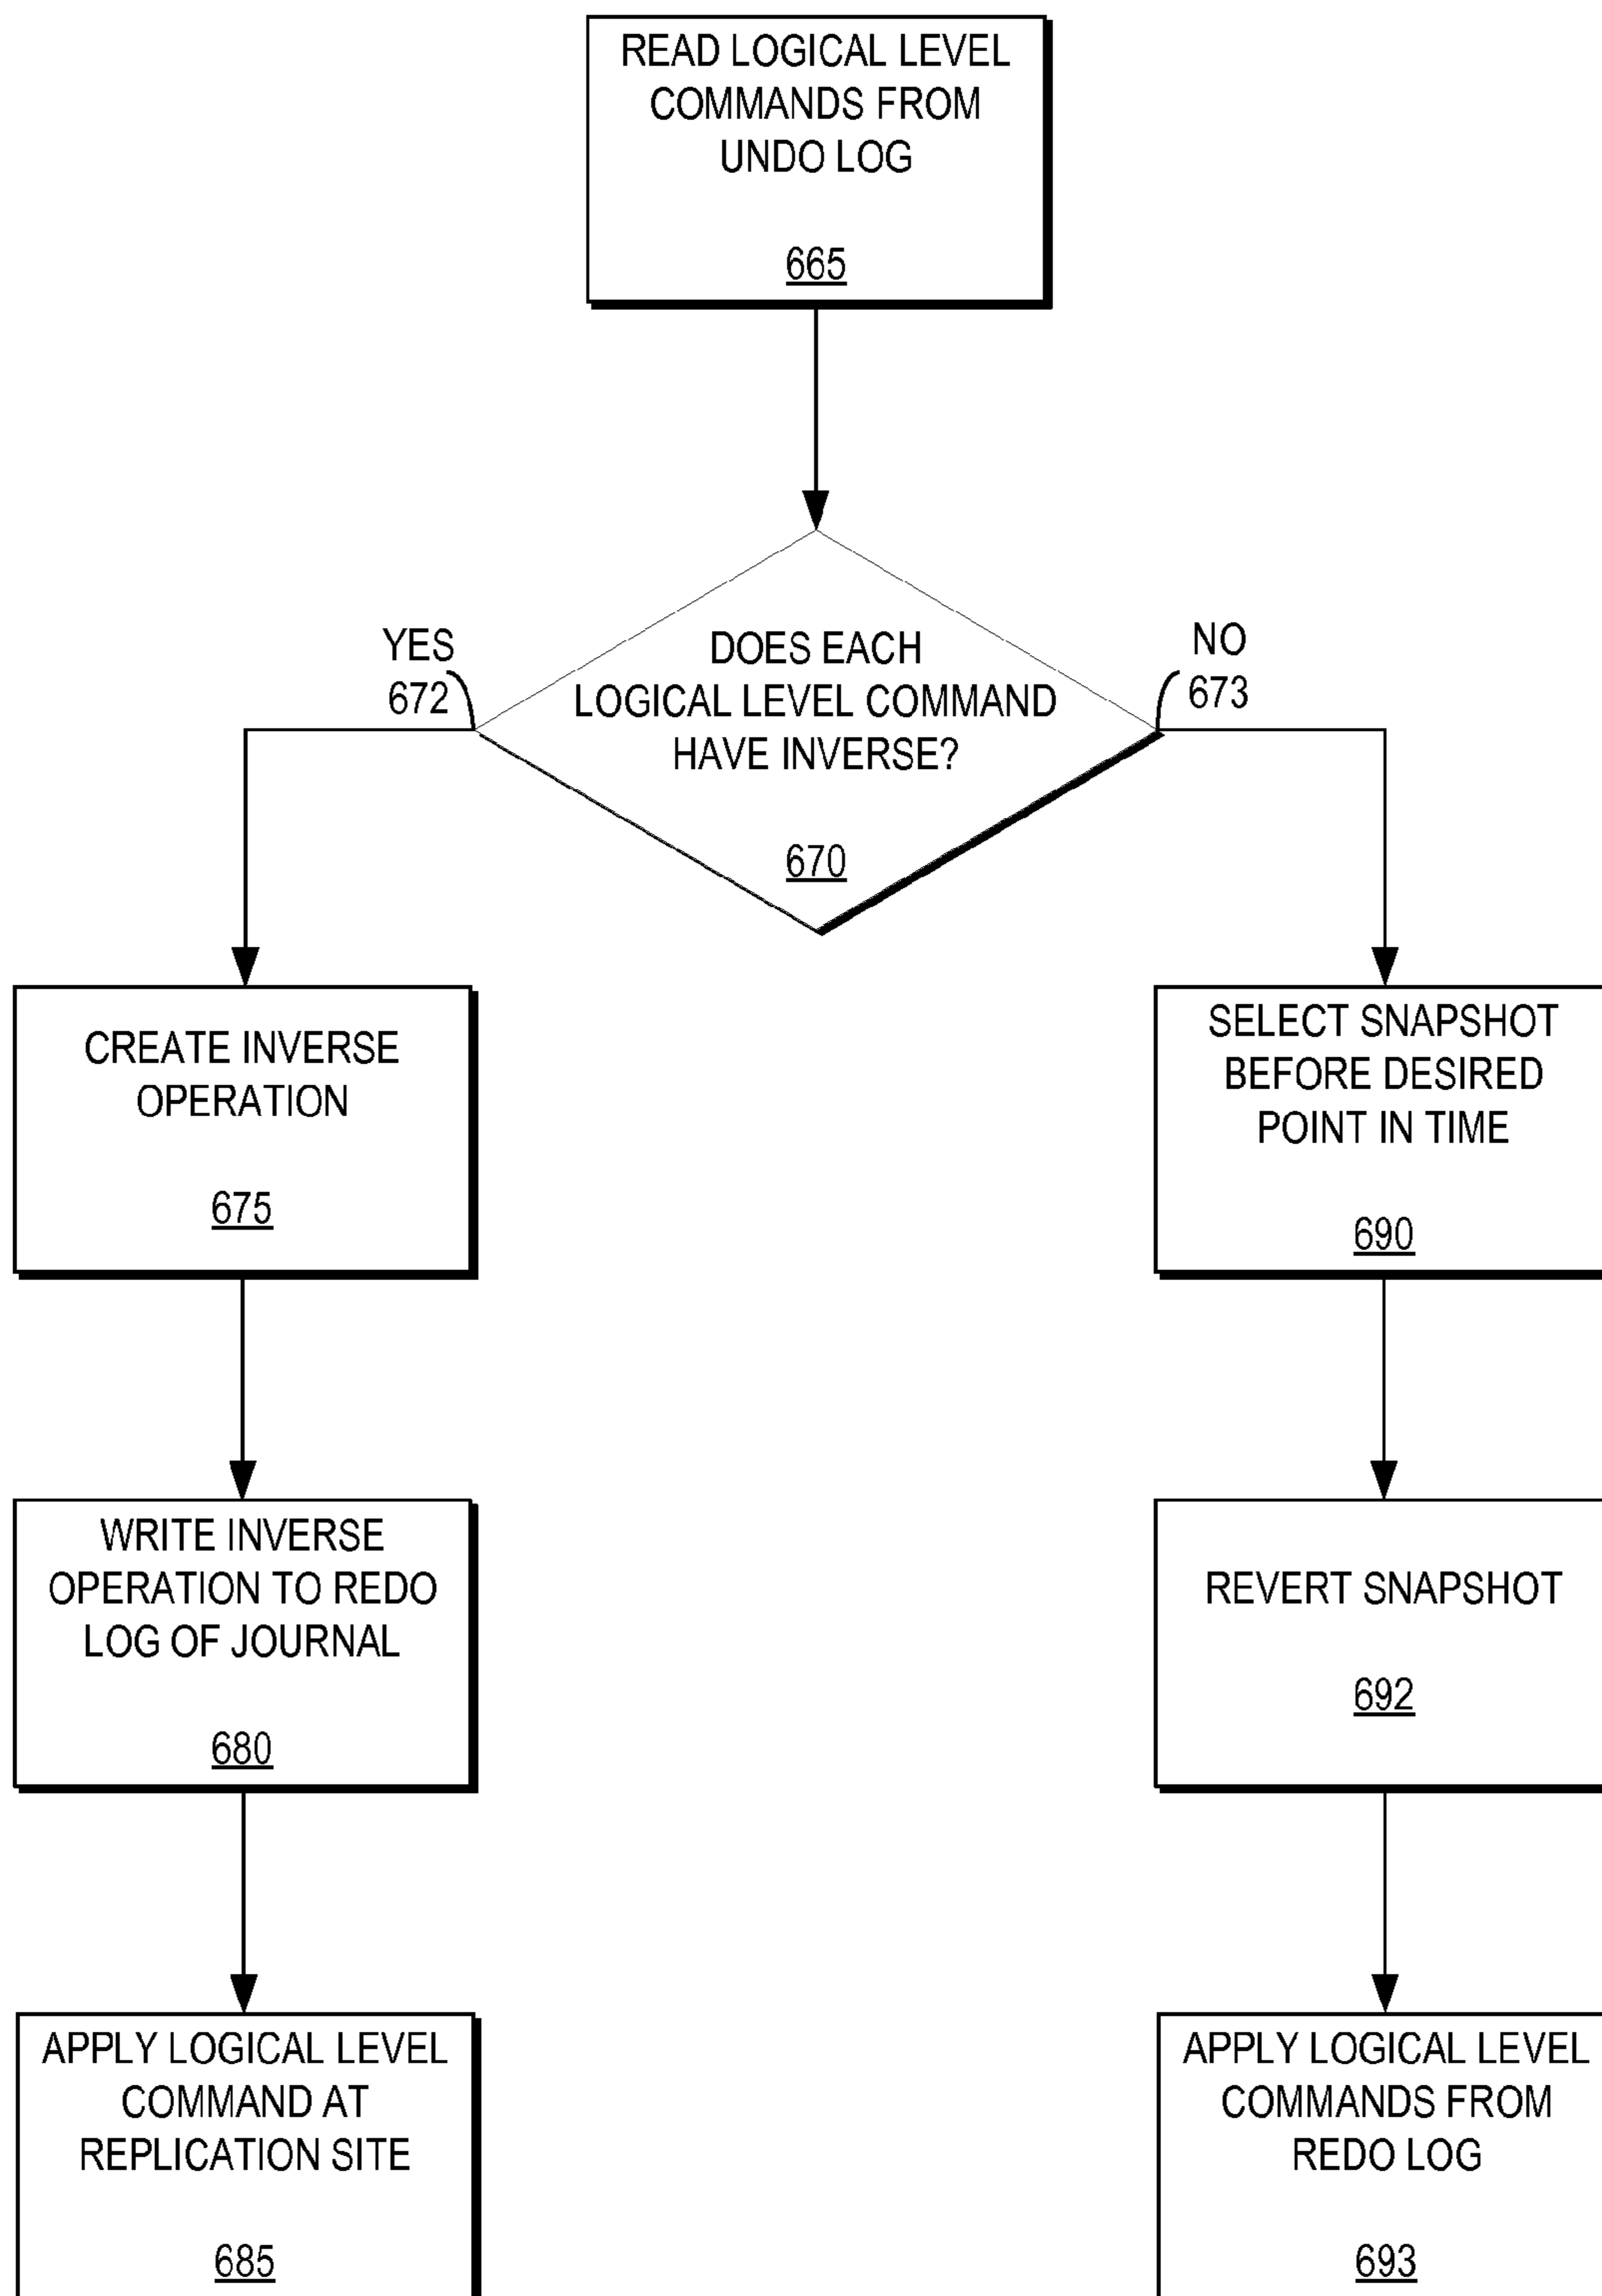 READ LOGICAL LEVEL
COMMANDS FROM
UNDO LOG
665
DOES EACH
LOGICAL LEVEL COMMAND
HAVE INVERSE?
670
YES
672
NO
673
CREATE INVERSE
OPERATION
675
SELECT SNAPSHOT
BEFORE DESIRED
POINT IN TIME
690
WRITE INVERSE
OPERATION TO REDO
LOG OF JOURNAL
680
REVERT SNAPSHOT
692
APPLY LOGICAL LEVEL
COMMAND AT
REPLICATION SITE
685
APPLY LOGICAL LEVEL
COMMANDS FROM
REDO LOG
693